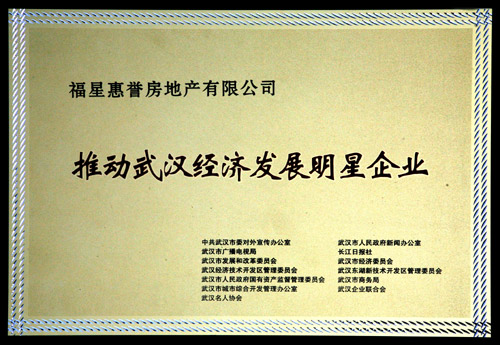 福星惠誉房地产有限公司
推动武汉经济发展明星企业
中共武汉市委对外宣传办公室
武汉市广播电视局
武汉市发展和改革委员会
武汉经济技术开发区管理委员会
武汉市人民政府国有资产监督管理委员会
武汉市城市综合开发管理办公室
武汉名人协会
武汉市人民政府新闻办公室
长江日报社
武汉市经济委员会
武汉东湖新技术开发区管理委员会
武汉市商务局
武汉企业联合会